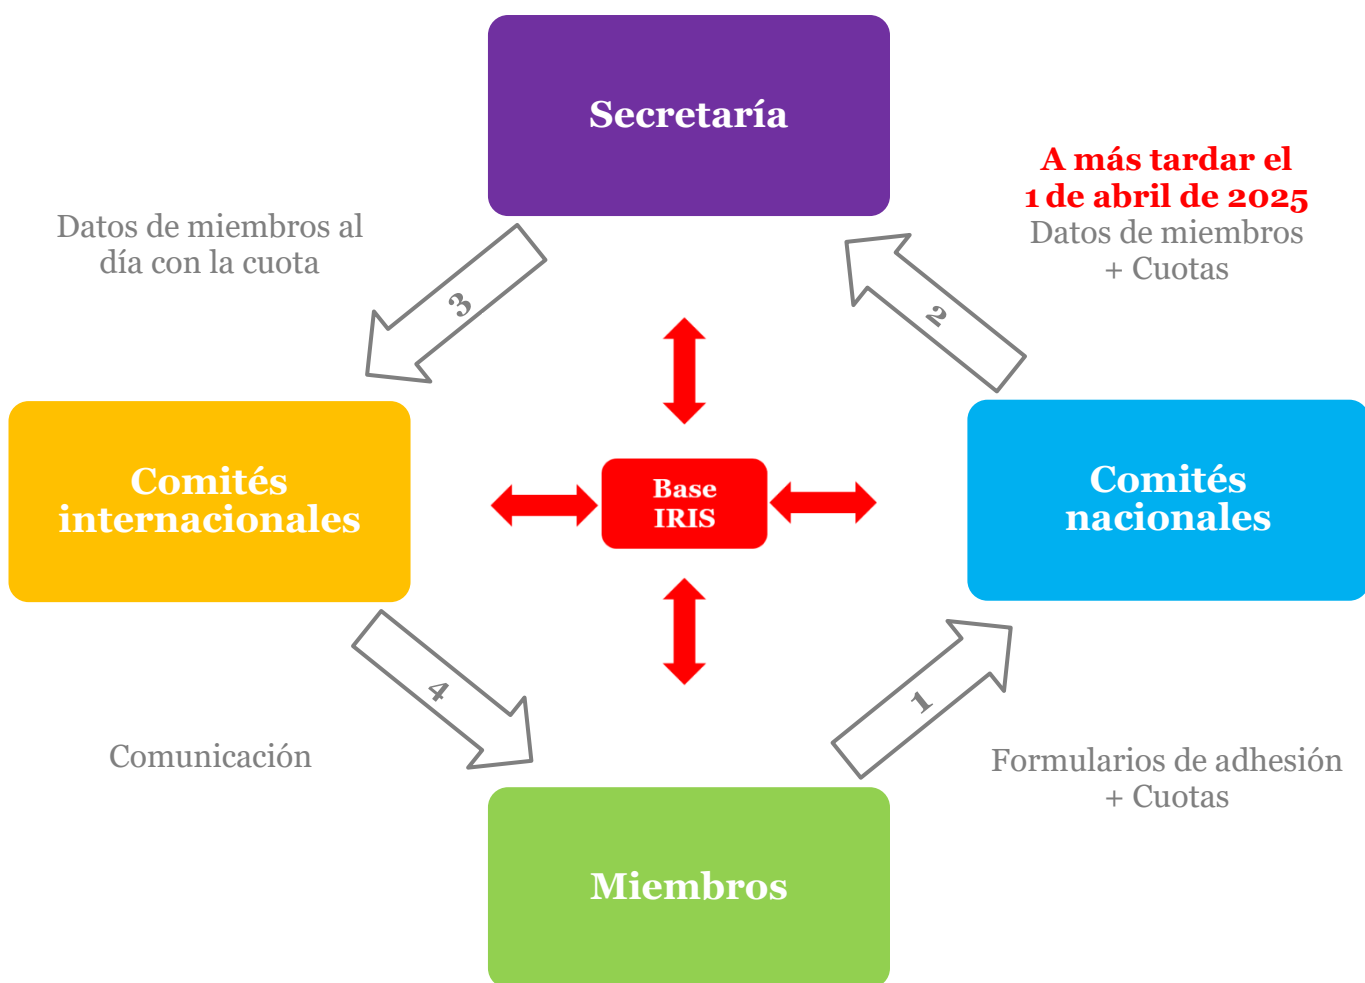 Secretaría
A más tardar el
1 de abril de 2025
Datos de miembros
+ Cuotas
Datos de miembros al
día con la cuota
3
2
Comités
internacionales
Base
IRIS
Comités
nacionales
4
1
Comunicación
Formularios de adhesión
+ Cuotas
Miembros